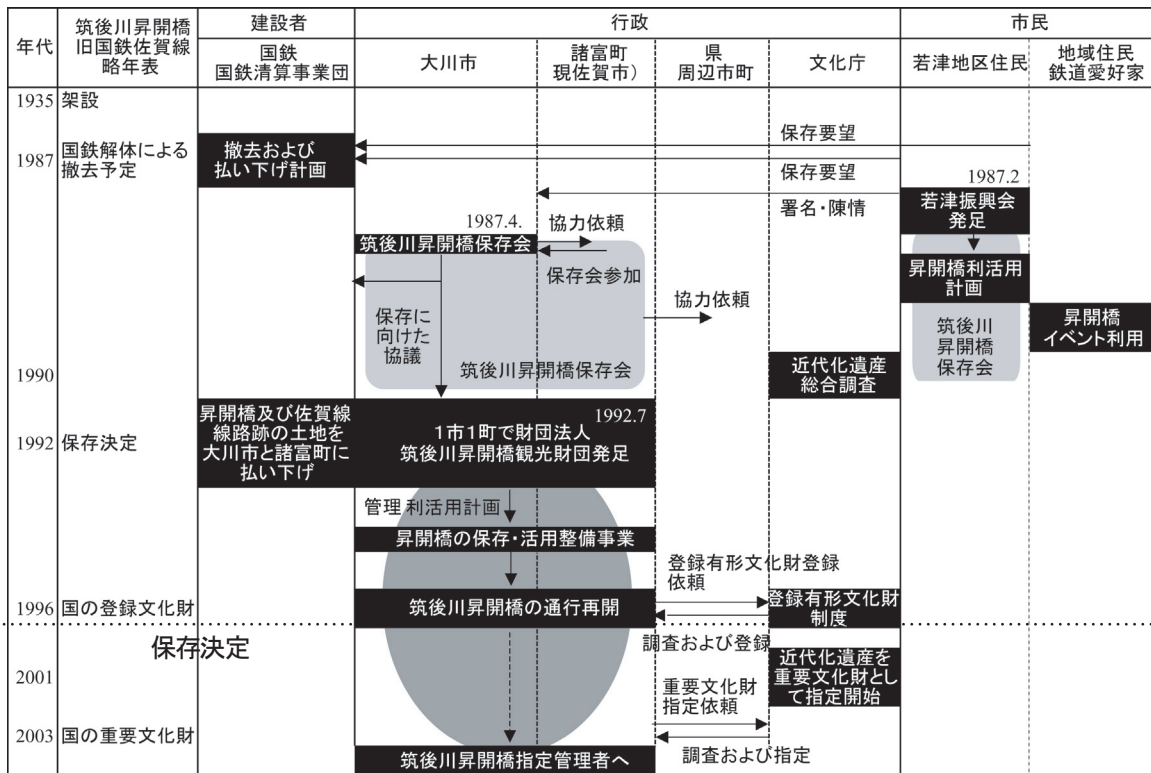 年代
筑後川昇開橋
旧国鉄佐賀線
略年表
建設者
行政
市民
国鉄
国鉄清算事業団
大川市
諸富町
現佐賀市）
県
周辺市町
文化庁
若津地区住民
地域住民
鉄道愛好家
1935
架設
1987
国鉄解体による
撤去予定
撤去および
払い下げ計画
保存要望
保存要望
署名・陳情
1987.2
若津振興会
発足
1987.4.
筑後川昇開橋保存会
協力依頼
保存会参加
昇開橋利活用
計画
協力依頼
保存に
向けた
協議
筑後川昇開橋保存会
筑後川
昇開橋
保存会
昇開橋
イベント利用
1990
近代化遺産
総合調査
1992
保存決定
昇開橋及び佐賀線
線路跡の土地を
大川市と諸富町に
払い下げ
1992.7
1市1町で財団法人
筑後川昇開橋観光財団発足
管理 利活用計画
昇開橋の保存・活用整備事業
登録有形文化財登録
依頼
1996
国の登録文化財
筑後川昇開橋の通行再開
登録有形文化財
制度
保存決定
調査および登録
2001
近代化遺産を
重要文化財とし
て指定開始
重要文化財
指定依頼
2003
国の重要文化財
調査および指定
筑後川昇開橋指定管理者へ